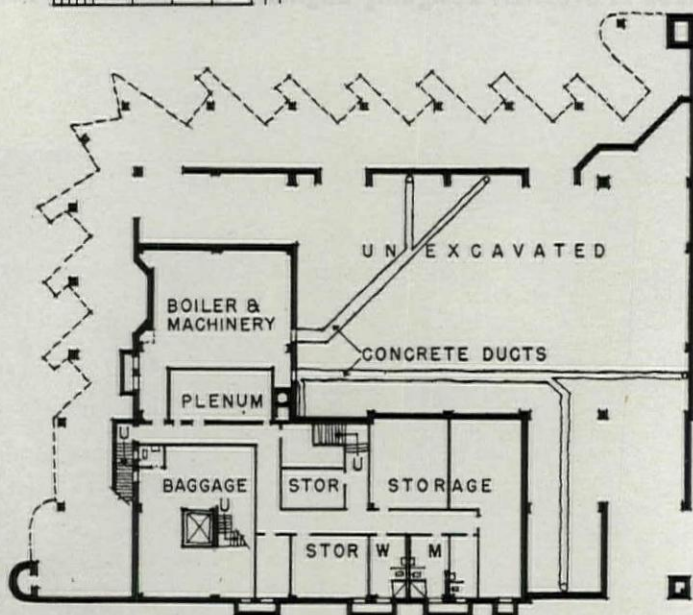 UNEXCAVATED
BOILER &
MACHINERY
CONCRETE DUCTS
PLENUM
U
U
BAGGAGE
STOR
STORAGE
U
STOR
W
M